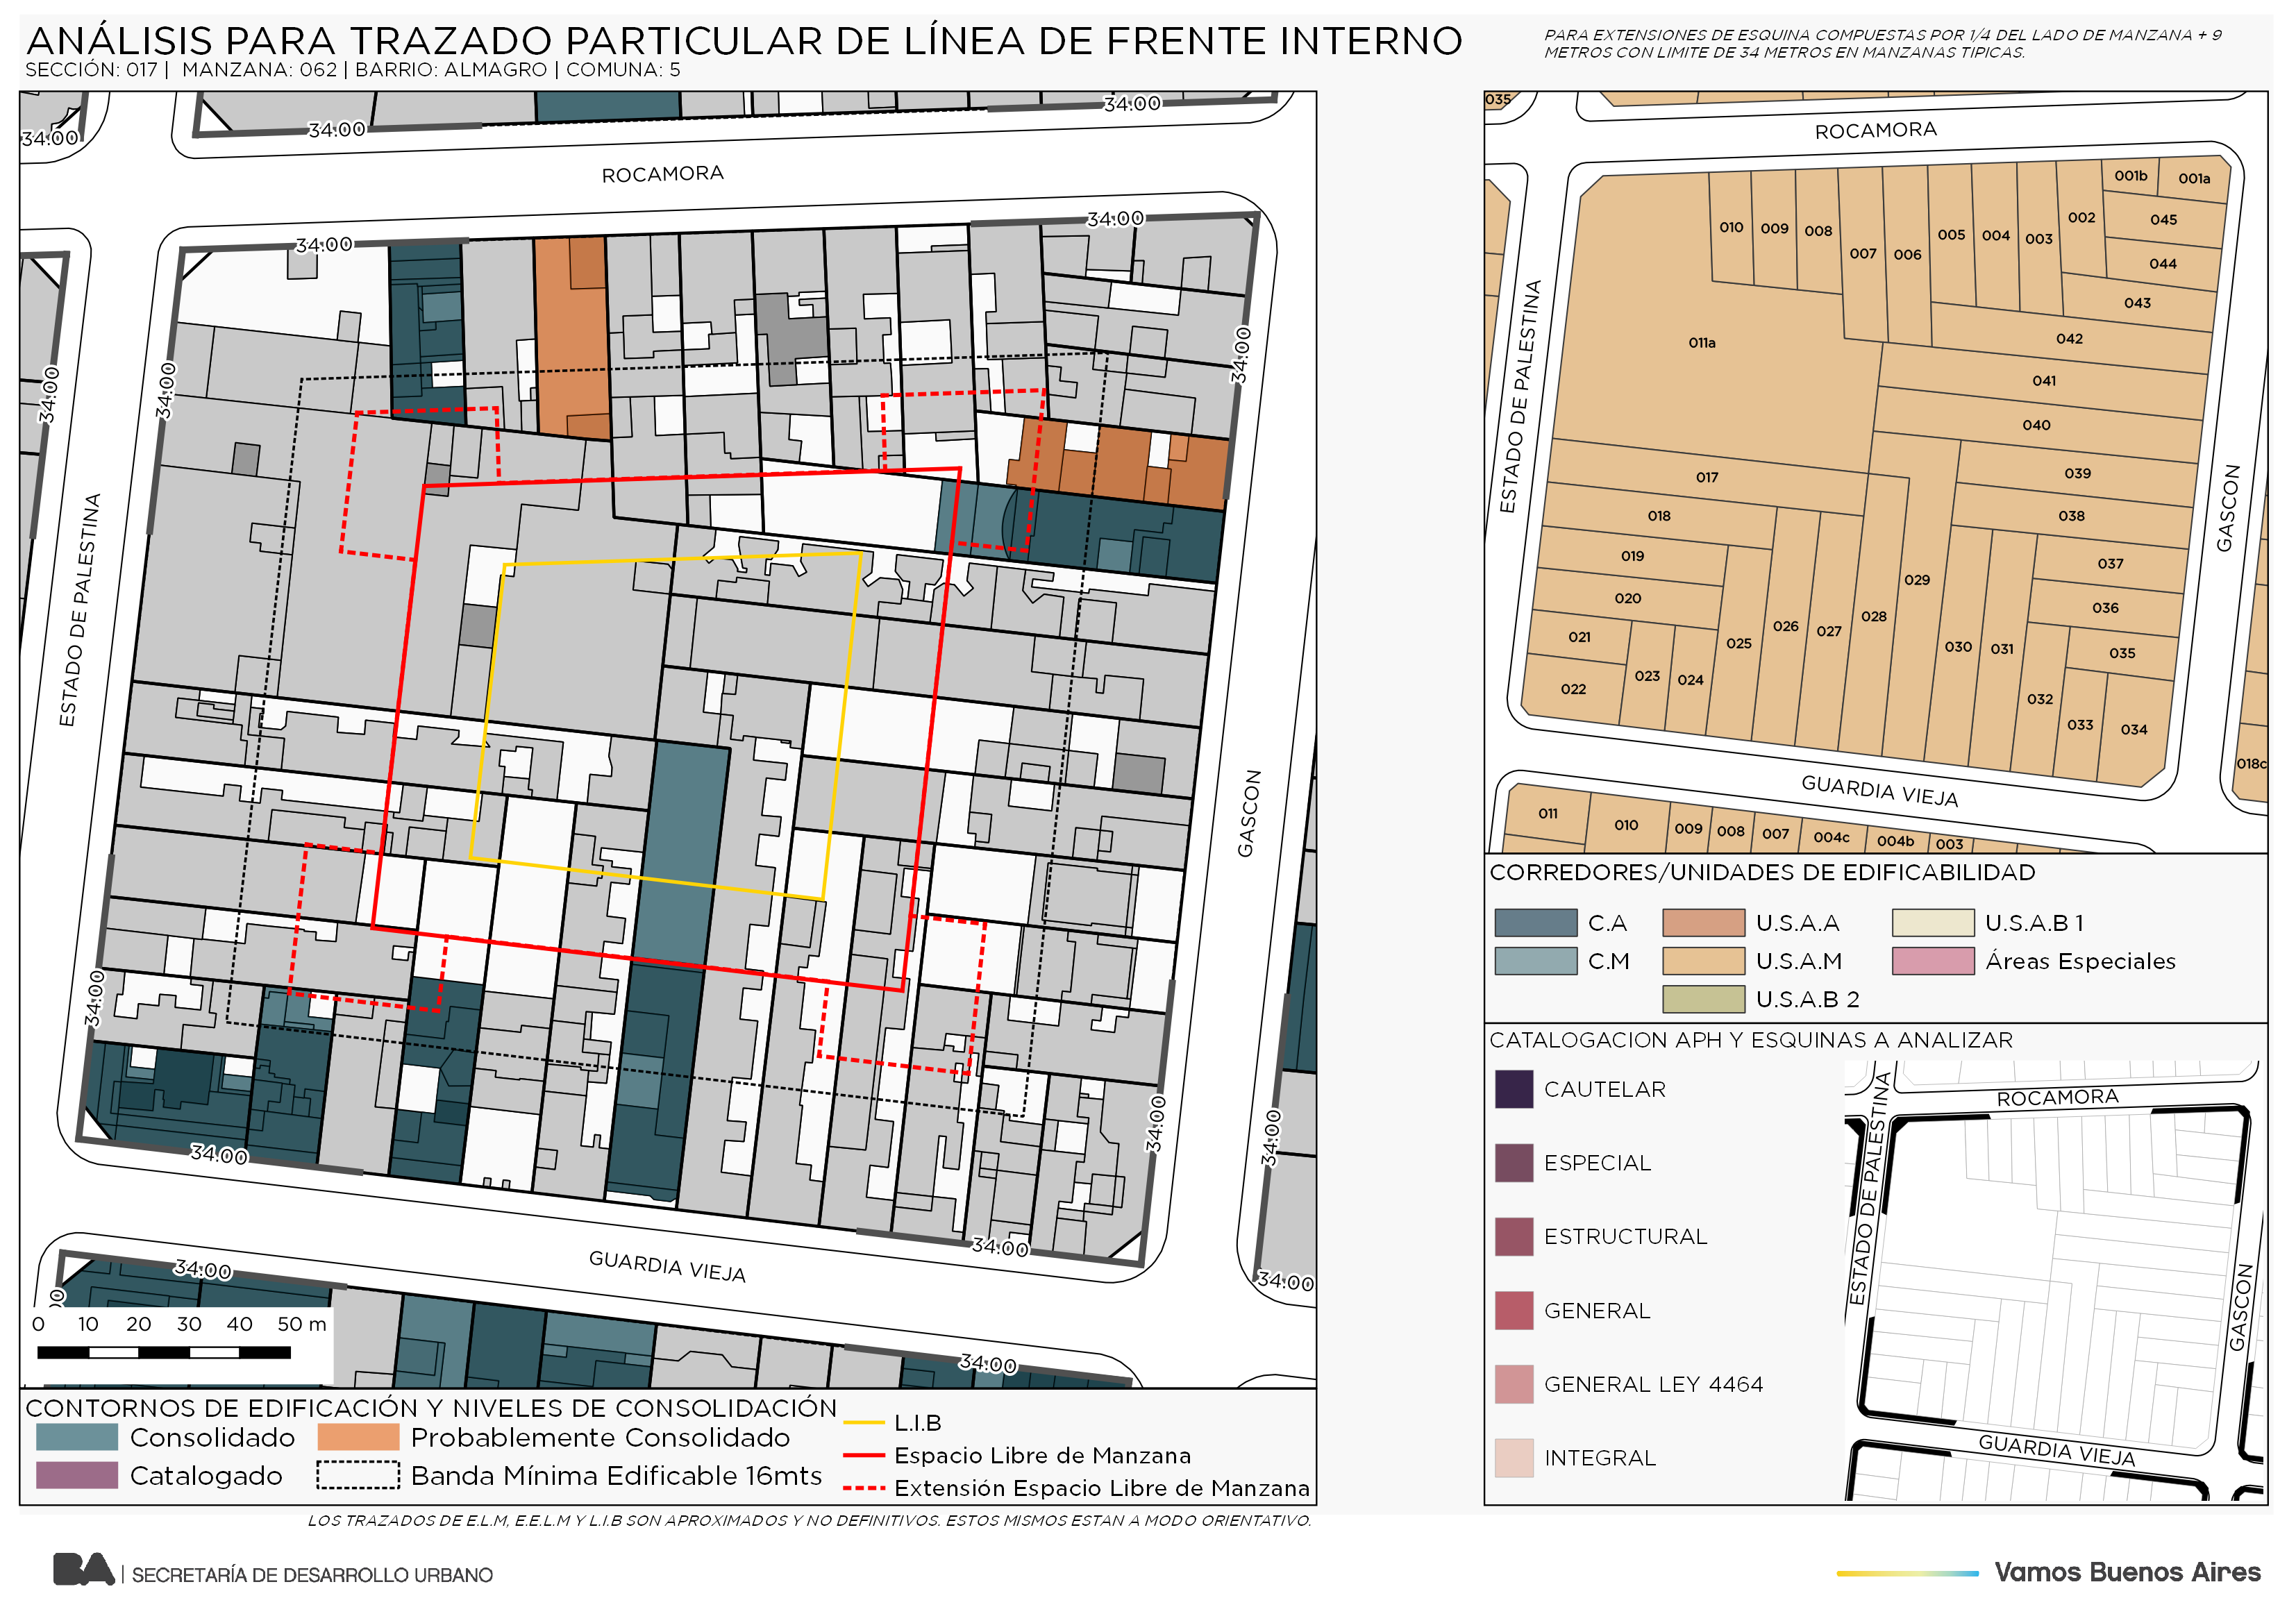 ANÁLISIS PARA TRAZADO PARTICULAR DE LÍNEA DE FRENTE INTERNO
SECCIÓN: 017 | MANZANA: 062 | BARRIO: ALMAGRO | COMUNA: 5
PARA EXTENSIONES DE ESQUINA COMPUESTAS POR 1/4 DEL LADO DE MANZANA + 9
METROS CON LIMITE DE 34 METROS EN MANZANAS TIPICAS.
34:00
34:00
34:00
ROCAMORA
34:00
34:00
34:00
34:00
34:00
ESTADO DE PALESTINA
GASCON
34:00
34:00
34:00
34:00
34:00
GUARDIA VIEJA
34:00
34:00
34:00
0 10 20 30 40 50 m
CONTORNOS DE EDIFICACIÓN Y NIVELES DE CONSOLIDACIÓN
Consolidado
Probablemente Consolidado
Catalogado
Banda Mínima Edificable 16mts
L.I.B
Espacio Libre de Manzana
Extensión Espacio Libre de Manzana
LOS TRAZADOS DE E.L.M, E.E.L.M Y L.I.B SON APROXIMADOS Y NO DEFINITIVOS. ESTOS MISMOS ESTAN A MODO ORIENTATIVO.
035
ROCAMORA
001b
001a
010
009
008
007
006
005
004
003
002
045
044
043
042
011a
041
040
039
038
017
018
019
020
021
022
023
024
025
026
027
028
029
030
031
037
036
035
032
033
034
ESTADO DE PALESTINA
GASCON
018c
GUARDIA VIEJA
011
010
009
008
007
004c
004b
003
CORREDORES/UNIDADES DE EDIFICABILIDAD
C.A
U.S.A.A
U.S.A.B 1
C.M
U.S.A.M
Áreas Especiales
U.S.A.B 2
CATALOGACION APH Y ESQUINAS A ANALIZAR
CAUTELAR
ESPECIAL
ESTRUCTURAL
GENERAL
GENERAL LEY 4464
INTEGRAL
ROCAMORA
ESTADO DE PALESTINA
GASCON
GUARDIA VIEJA
BA | SECRETARÍA DE DESARROLLO URBANO
Vamos Buenos Aires